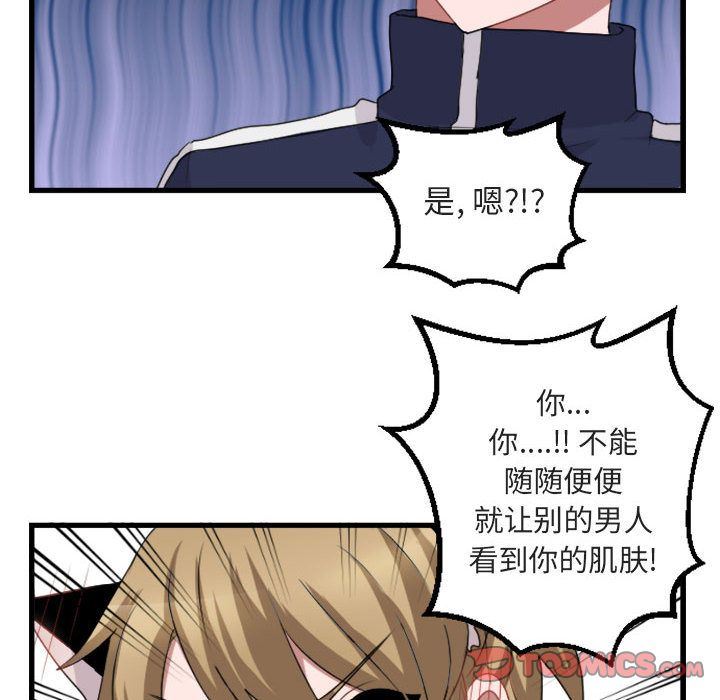 是, 嗯?!?
你...
你....!! 不能
随随便便
就让别的男人
看到你的肌肤!
TOOMICS.COM